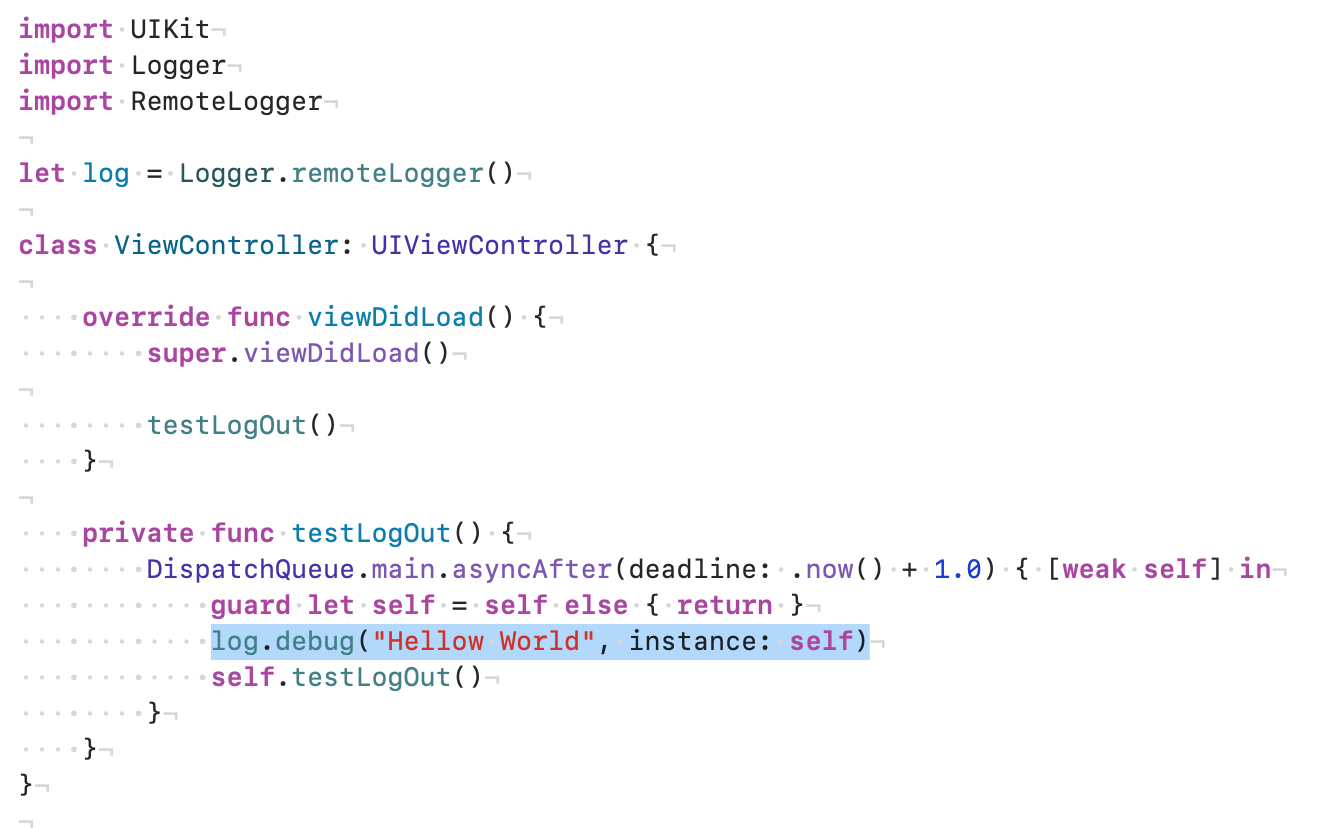 import UIKit
import Logger
import RemoteLogger

let log = Logger.remoteLogger()

class ViewController: UIViewController {

    override func viewDidLoad() {
        super.viewDidLoad()

        testLogOut()
    }

    private func testLogOut() {
        DispatchQueue.main.asyncAfter(deadline: .now() + 1.0) { [weak self] in
            guard let self = self else { return }
            log.debug("Hellow World", instance: self)
            self.testLogOut()
        }
    }
}